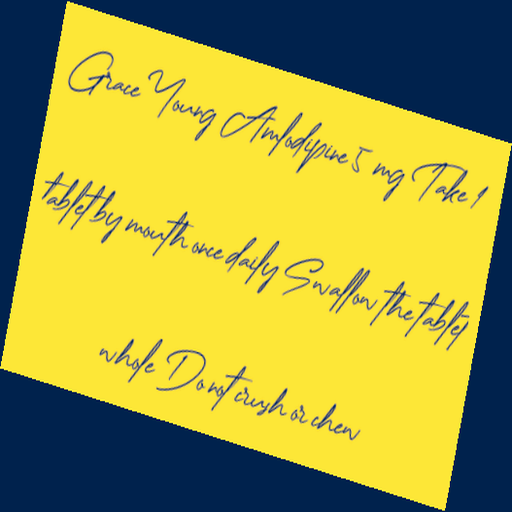 Grace Young Amlodipine 5 mg Take 1
tablet by mouth once daily Swallow the tablet
whole Do not crush or chew